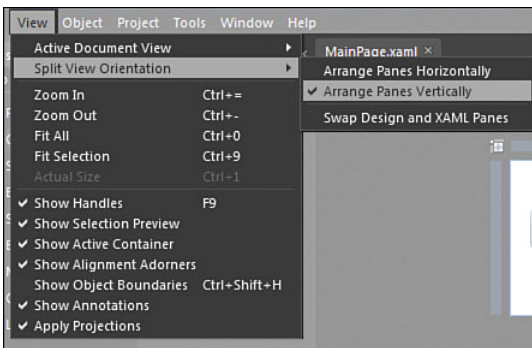 View Object Project Tools Window Help
Active Document View
MainPage.xaml ×
Split View Orientation
Arrange Panes Horizontally
Arrange Panes Vertically
Swap Design and XAML Panes
Zoom In Ctrl+=
Zoom Out Ctrl+-
Fit All Ctrl+0
Fit Selection Ctrl+9
Actual Size Ctrl+1
Show Handles F9
Show Selection Preview
Show Active Container
Show Alignment Adorners
Show Object Boundaries Ctrl+Shift+H
Show Annotations
Apply Projections